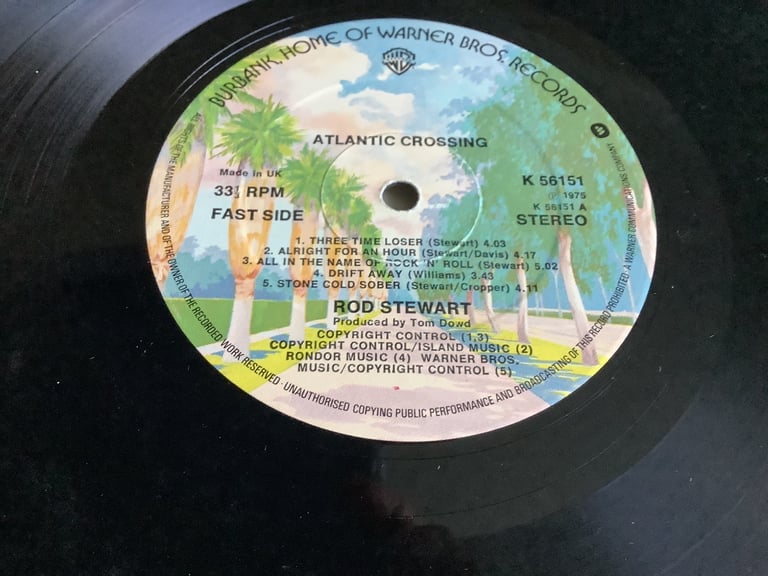 BURBANK, HOME OF WARNER BROS. RECORDS
ATLANTIC CROSSING
Made in UK
33⅓ RPM
FAST SIDE
K 56151
℗ 1975
K 56151 A
STEREO
1. THREE TIME LOSER (Stewart) 4.03
2. ALRIGHT FOR AN HOUR (Stewart/Davis) 4.17
3. ALL IN THE NAME OF ROCK 'N' ROLL (Stewart) 5.02
4. DRIFT AWAY (Williams) 3.43
5. STONE COLD SOBER (Stewart/Cropper) 4.11
ROD STEWART
Produced by Tom Dowd
COPYRIGHT CONTROL (1,3)
COPYRIGHT CONTROL/ISLAND MUSIC (2)
RONDOR MUSIC (4) WARNER BROS.
MUSIC/COPYRIGHT CONTROL (5)
ALL RIGHTS OF THE MANUFACTURER AND OF THE OWNER OF THE RECORDED WORK RESERVED · UNAUTHORISED COPYING PUBLIC PERFORMANCE AND BROADCASTING OF THIS RECORD PROHIBITED · A WARNER COMMUNICATIONS COMPANY